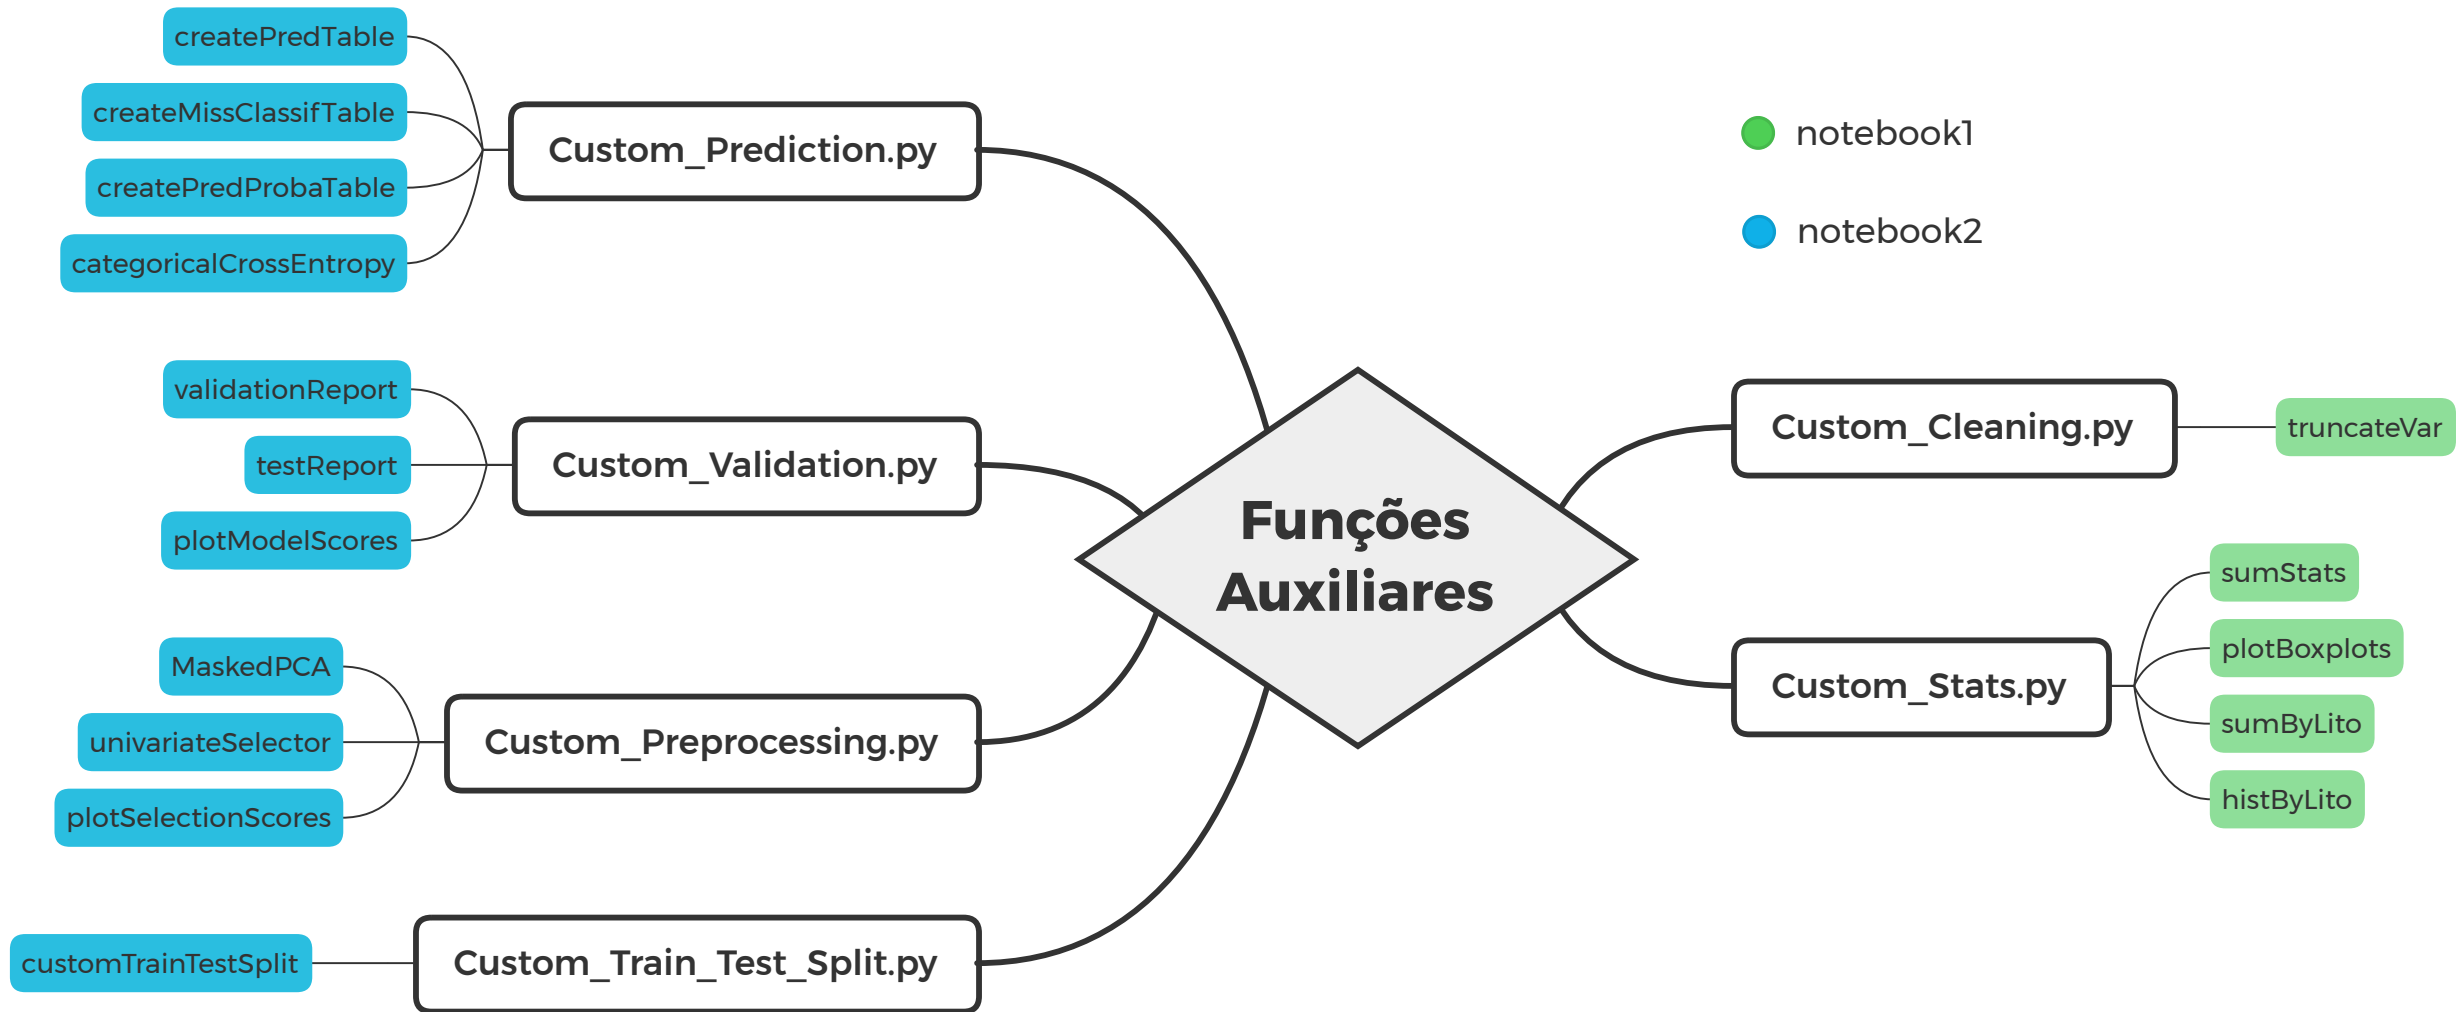 createPredTable
createMissClassifTable
createPredProbaTable
categoricalCrossEntropy
Custom_Prediction.py
validationReport
testReport
plotModelScores
Custom_Validation.py
MaskedPCA
univariateSelector
plotSelectionScores
Custom_Preprocessing.py
customTrainTestSplit
Custom_Train_Test_Split.py
Funções
Auxiliares
notebook1
notebook2
Custom_Cleaning.py
truncateVar
Custom_Stats.py
sumStats
plotBoxplots
sumByLito
histByLito